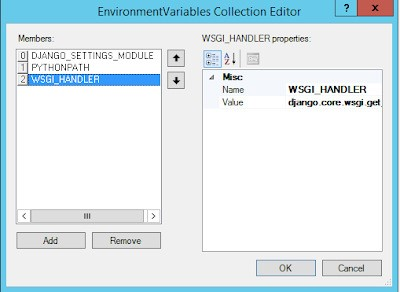 EnvironmentVariables Collection Editor
? X
Members:
0 DJANGO_SETTINGS_MODULE
1 PYTHONPATH
2 WSGI_HANDLER
Add Remove
WSGI_HANDLER properties:
Misc
Name WSGI_HANDLER
Value django.core.wsgi.get_
OK Cancel